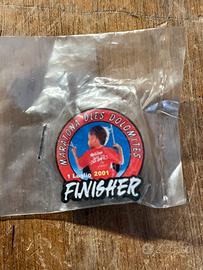 MARATONA DLES DOLOMITES
1 Luglio 2001
FINISHER